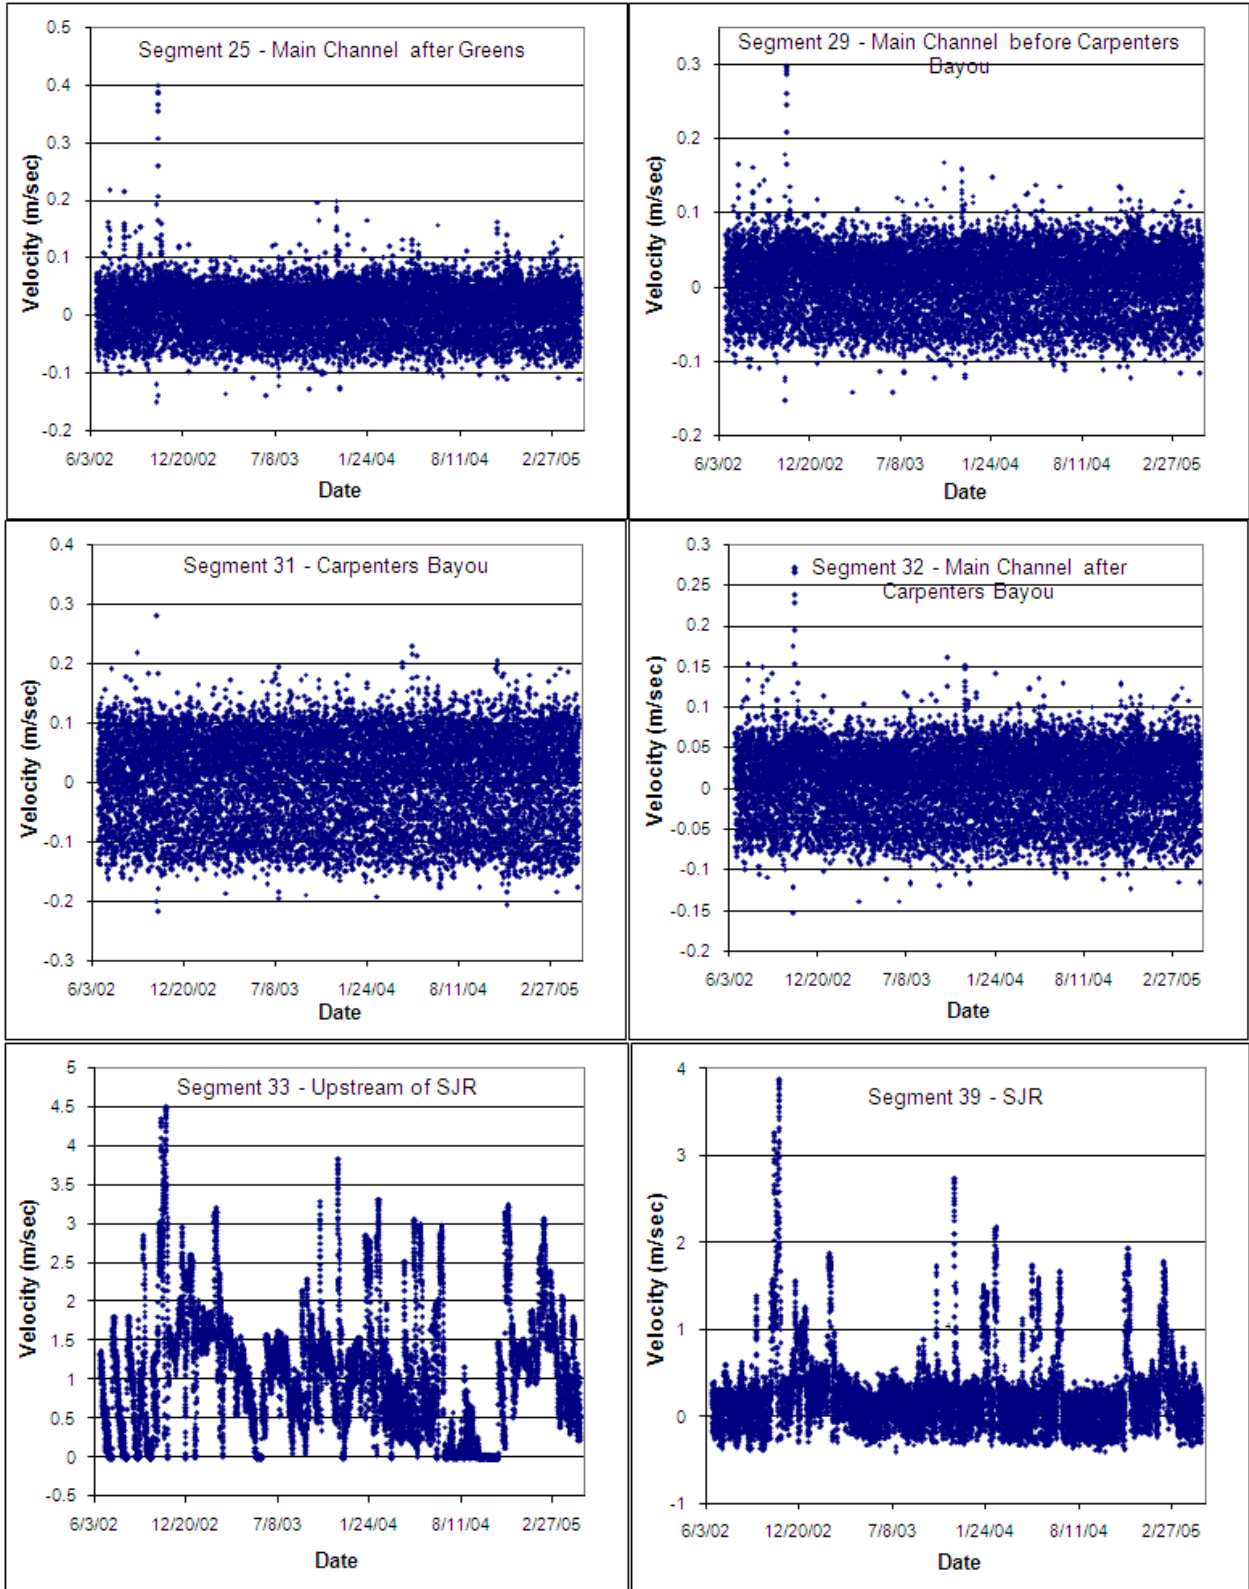 Segment 25 - Main Channel after Greens
0.5
0.4
0.3
0.2
0.1
0
-0.1
-0.2
Velocity (m/sec)
6/3/02 12/20/02 7/8/03 1/24/04 8/11/04 2/27/05
Date
Segment 29 - Main Channel before Carpenters
Bayou
0.3
0.2
0.1
0
-0.1
-0.2
Velocity (m/sec)
6/3/02 12/20/02 7/8/03 1/24/04 8/11/04 2/27/05
Date
Segment 31 - Carpenters Bayou
0.4
0.3
0.2
0.1
0
-0.1
-0.2
-0.3
Velocity (m/sec)
6/3/02 12/20/02 7/8/03 1/24/04 8/11/04 2/27/05
Date
Segment 32 - Main Channel after
Carpenters Bayou
0.3
0.25
0.2
0.15
0.1
0.05
0
-0.05
-0.1
-0.15
-0.2
Velocity (m/sec)
6/3/02 12/20/02 7/8/03 1/24/04 8/11/04 2/27/05
Date
Segment 33 - Upstream of SJR
5
4.5
4
3.5
3
2.5
2
1.5
1
0.5
0
-0.5
Velocity (m/sec)
6/3/02 12/20/02 7/8/03 1/24/04 8/11/04 2/27/05
Date
Segment 39 - SJR
4
3
2
1
0
-1
Velocity (m/sec)
6/3/02 12/20/02 7/8/03 1/24/04 8/11/04 2/27/05
Date